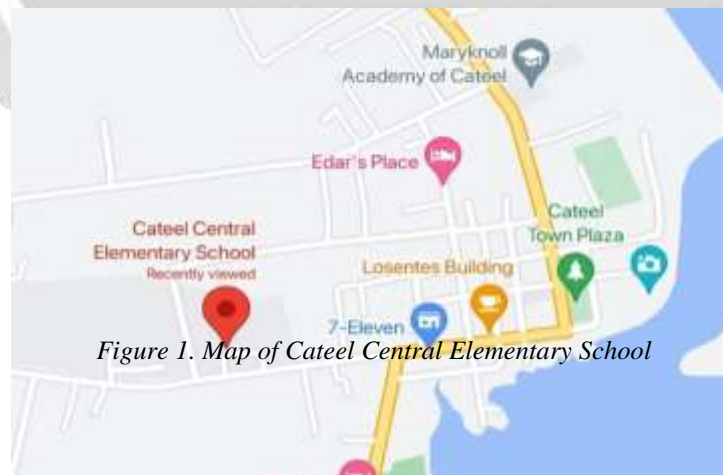 Maryknoll
Academy of Cateel
Edar's Place
Cateel Central
Elementary School
Recently viewed
Cateel
Town Plaza
Losentes Building
7-Eleven
Figure 1. Map of Cateel Central Elementary School